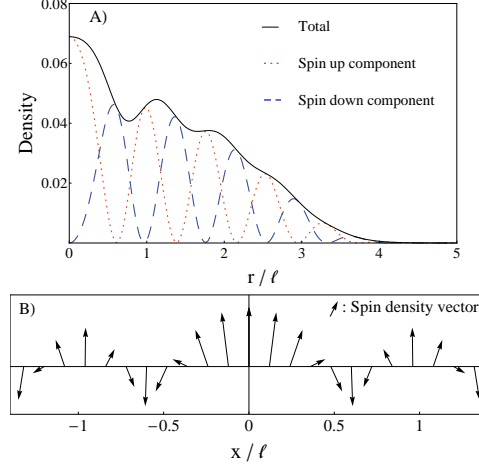 0.08
A)
Total
0.06
Spin up component
Spin down component
0.04
Density
0.02
0 1 2 3 4 5
r / ℓ
B)
: Spin density vector
−1 −0.5 0 0.5 1
x / ℓ